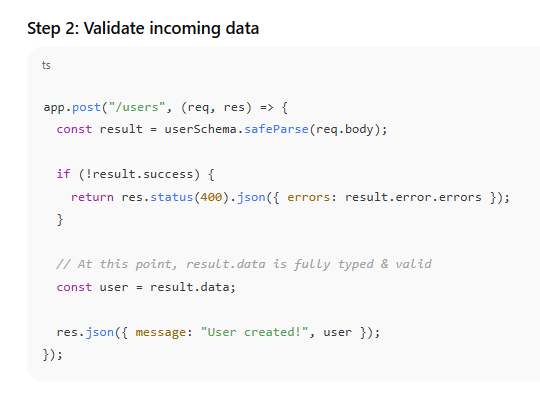 Step 2: Validate incoming data
ts
app.post("/users", (req, res) => {
  const result = userSchema.safeParse(req.body);

  if (!result.success) {
    return res.status(400).json({ errors: result.error.errors });
  }

  // At this point, result.data is fully typed & valid
  const user = result.data;

  res.json({ message: "User created!", user });
});